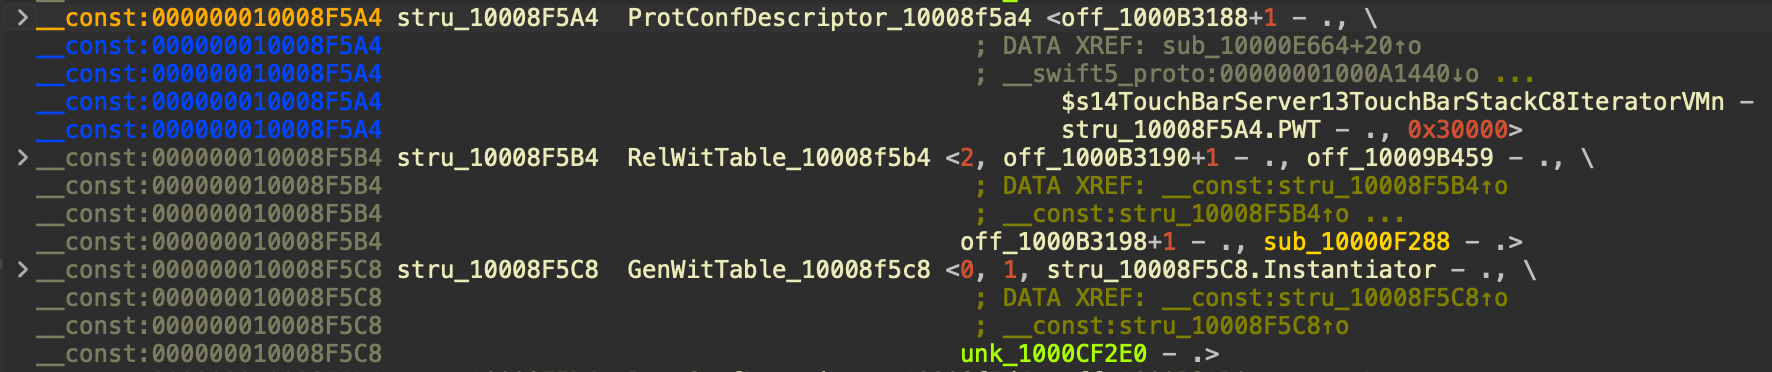 __const:000000010008F5A4 stru_10008F5A4 ProtConfDescriptor_10008f5a4 <off_1000B3188+1 - ., \
__const:000000010008F5A4 ; DATA XREF: sub_10000E664+20↑o
__const:000000010008F5A4 ; __swift5_proto:00000001000A1440↓o ...
__const:000000010008F5A4 $s14TouchBarServer13TouchBarStackC8IteratorVMn -
__const:000000010008F5A4 stru_10008F5A4.PWT - ., 0x30000>
__const:000000010008F5B4 stru_10008F5B4 RelWitTable_10008f5b4 <2, off_1000B3190+1 - ., off_10009B459 - ., \
__const:000000010008F5B4 ; DATA XREF: __const:stru_10008F5B4↑o
__const:000000010008F5B4 ; __const:stru_10008F5B4↑o ...
__const:000000010008F5B4 off_1000B3198+1 - ., sub_10000F288 - .>
__const:000000010008F5C8 stru_10008F5C8 GenWitTable_10008f5c8 <0, 1, stru_10008F5C8.Instantiator - ., \
__const:000000010008F5C8 ; DATA XREF: __const:stru_10008F5C8↑o
__const:000000010008F5C8 ; __const:stru_10008F5C8↑o
__const:000000010008F5C8 unk_1000CF2E0 - .>